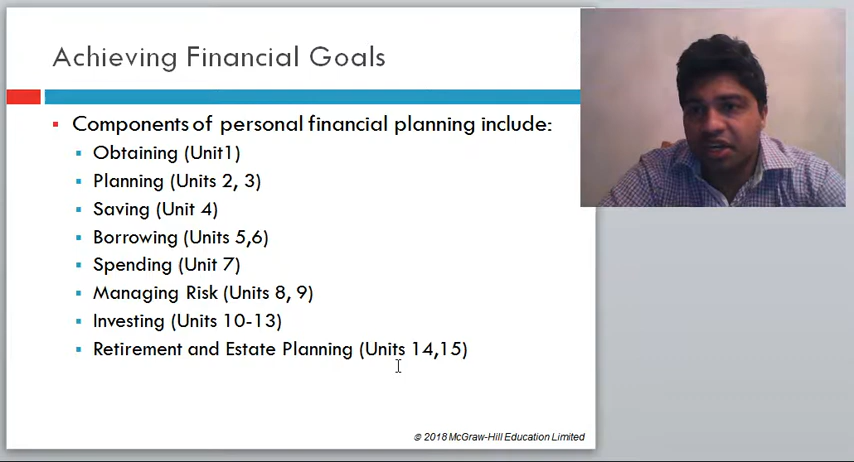 Achieving Financial Goals
Components of personal financial planning include:
Obtaining (Unit1)
Planning (Units 2, 3)
Saving (Unit 4)
Borrowing (Units 5,6)
Spending (Unit 7)
Managing Risk (Units 8, 9)
Investing (Units 10-13)
Retirement and Estate Planning (Units 14,15)
© 2018 McGraw-Hill Education Limited